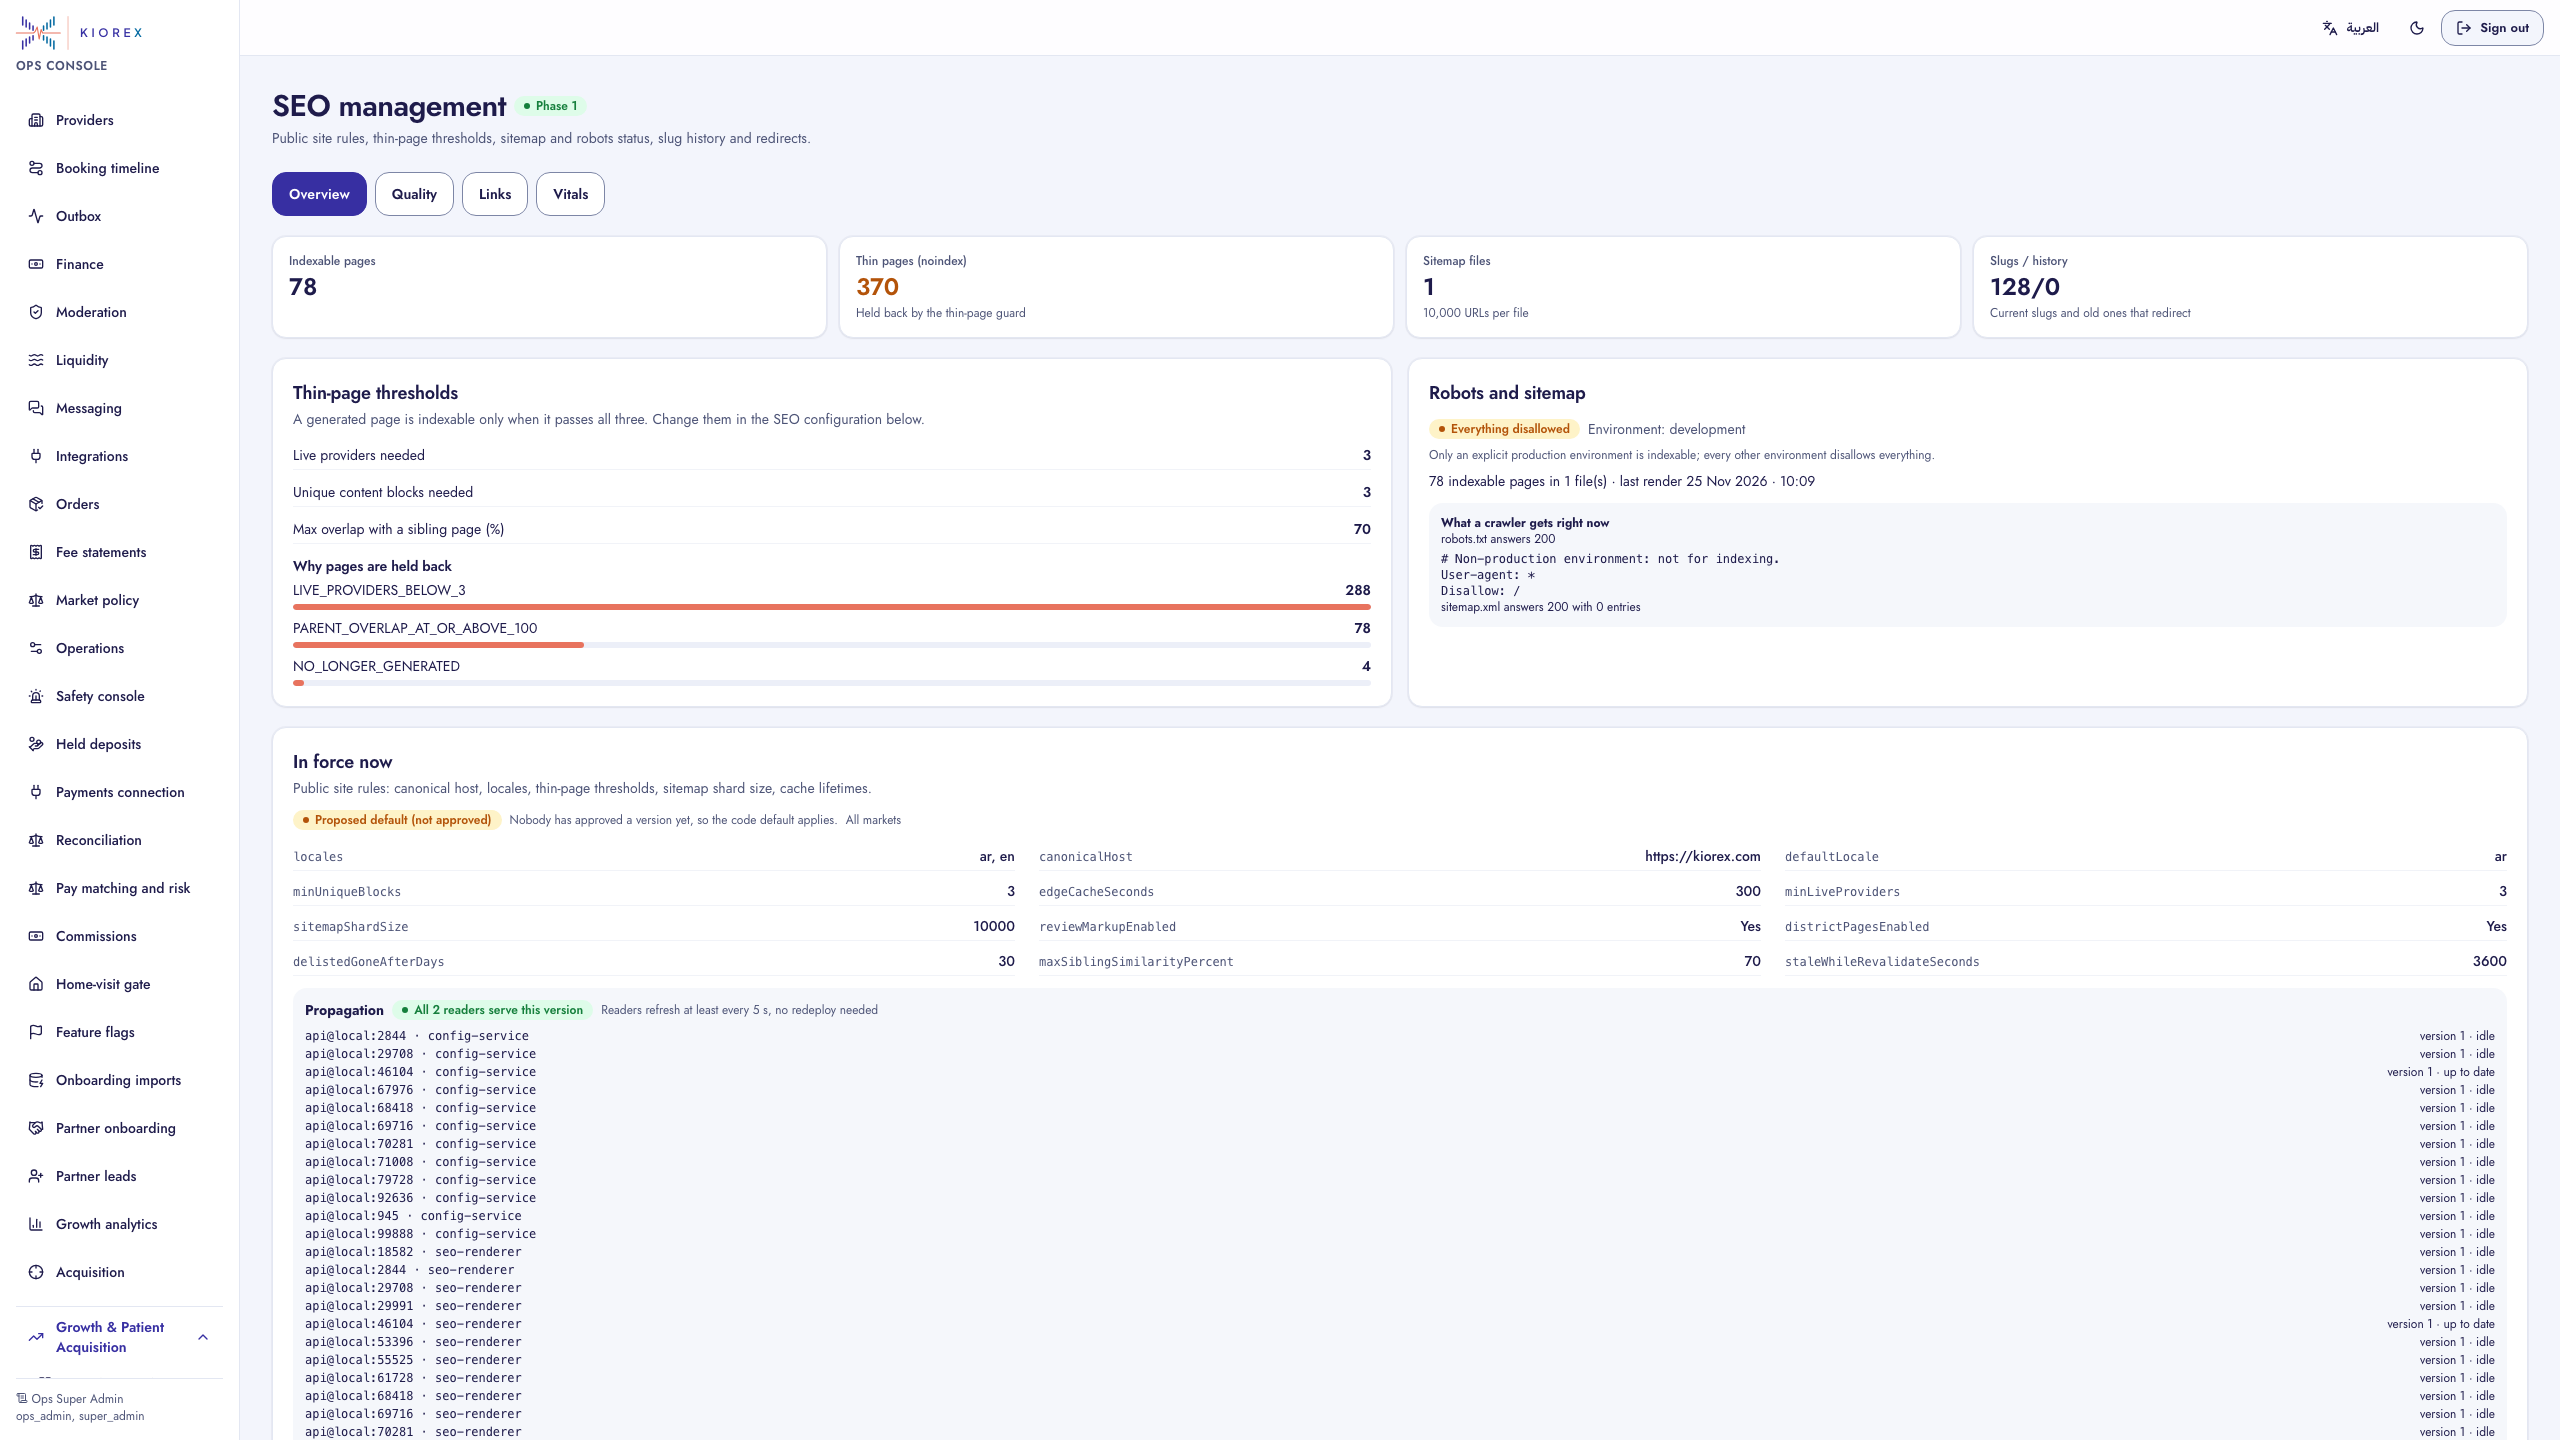 KIOREX
OPS CONSOLE
Providers
Booking timeline
Outbox
Finance
Moderation
Liquidity
Messaging
Integrations
Orders
Fee statements
Market policy
Operations
Safety console
Held deposits
Payments connection
Reconciliation
Pay matching and risk
Commissions
Home-visit gate
Feature flags
Onboarding imports
Partner onboarding
Partner leads
Growth analytics
Acquisition
Growth & Patient
Acquisition
Ops Super Admin
ops_admin, super_admin
العربية
Sign out
SEO management Phase 1
Public site rules, thin-page thresholds, sitemap and robots status, slug history and redirects.
Overview Quality Links Vitals
Indexable pages
78
Thin pages (noindex)
370
Held back by the thin-page guard
Sitemap files
1
10,000 URLs per file
Slugs / history
128/0
Current slugs and old ones that redirect
Thin-page thresholds
A generated page is indexable only when it passes all three. Change them in the SEO configuration below.
Live providers needed 3
Unique content blocks needed 3
Max overlap with a sibling page (%) 70
Why pages are held back
LIVE_PROVIDERS_BELOW_3 288
PARENT_OVERLAP_AT_OR_ABOVE_100 78
NO_LONGER_GENERATED 4
Robots and sitemap
Everything disallowed Environment: development
Only an explicit production environment is indexable; every other environment disallows everything.
78 indexable pages in 1 file(s) · last render 25 Nov 2026 · 10:09
What a crawler gets right now
robots.txt answers 200
# Non-production environment: not for indexing.
User-agent: *
Disallow: /
sitemap.xml answers 200 with 0 entries
In force now
Public site rules: canonical host, locales, thin-page thresholds, sitemap shard size, cache lifetimes.
Proposed default (not approved) Nobody has approved a version yet, so the code default applies. All markets
locales ar, en canonicalHost https://kiorex.com defaultLocale ar
minUniqueBlocks 3 edgeCacheSeconds 300 minLiveProviders 3
sitemapShardSize 10000 reviewMarkupEnabled Yes districtPagesEnabled Yes
delistedGoneAfterDays 30 maxSiblingSimilarityPercent 70 staleWhileRevalidateSeconds 3600
Propagation All 2 readers serve this version Readers refresh at least every 5 s, no redeploy needed
api@local:2844 · config-service version 1 · idle
api@local:29708 · config-service version 1 · idle
api@local:46104 · config-service version 1 · up to date
api@local:67976 · config-service version 1 · idle
api@local:68418 · config-service version 1 · idle
api@local:69716 · config-service version 1 · idle
api@local:70281 · config-service version 1 · idle
api@local:71008 · config-service version 1 · idle
api@local:79728 · config-service version 1 · idle
api@local:92636 · config-service version 1 · idle
api@local:945 · config-service version 1 · idle
api@local:99888 · config-service version 1 · idle
api@local:18582 · seo-renderer version 1 · idle
api@local:2844 · seo-renderer version 1 · idle
api@local:29708 · seo-renderer version 1 · idle
api@local:29991 · seo-renderer version 1 · idle
api@local:46104 · seo-renderer version 1 · up to date
api@local:53396 · seo-renderer version 1 · idle
api@local:55525 · seo-renderer version 1 · idle
api@local:61728 · seo-renderer version 1 · idle
api@local:68418 · seo-renderer version 1 · idle
api@local:69716 · seo-renderer version 1 · idle
api@local:70281 · seo-renderer version 1 · idle